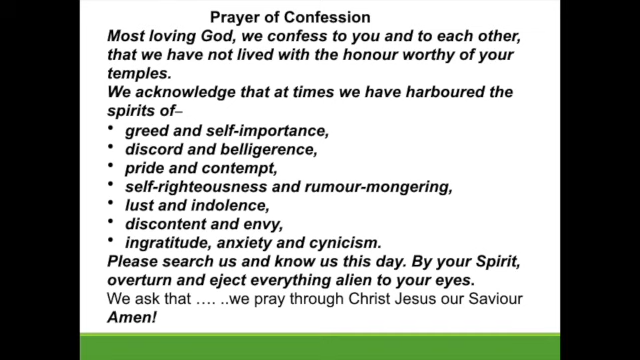 Prayer of Confession
Most loving God, we confess to you and to each other,
that we have not lived with the honour worthy of your
temples.
We acknowledge that at times we have harboured the
spirits of–
• greed and self-importance,
• discord and belligerence,
• pride and contempt,
• self-righteousness and rumour-mongering,
• lust and indolence,
• discontent and envy,
• ingratitude, anxiety and cynicism.
Please search us and know us this day. By your Spirit,
overturn and eject everything alien to your eyes.
We ask that …. ..we pray through Christ Jesus our Saviour
Amen!